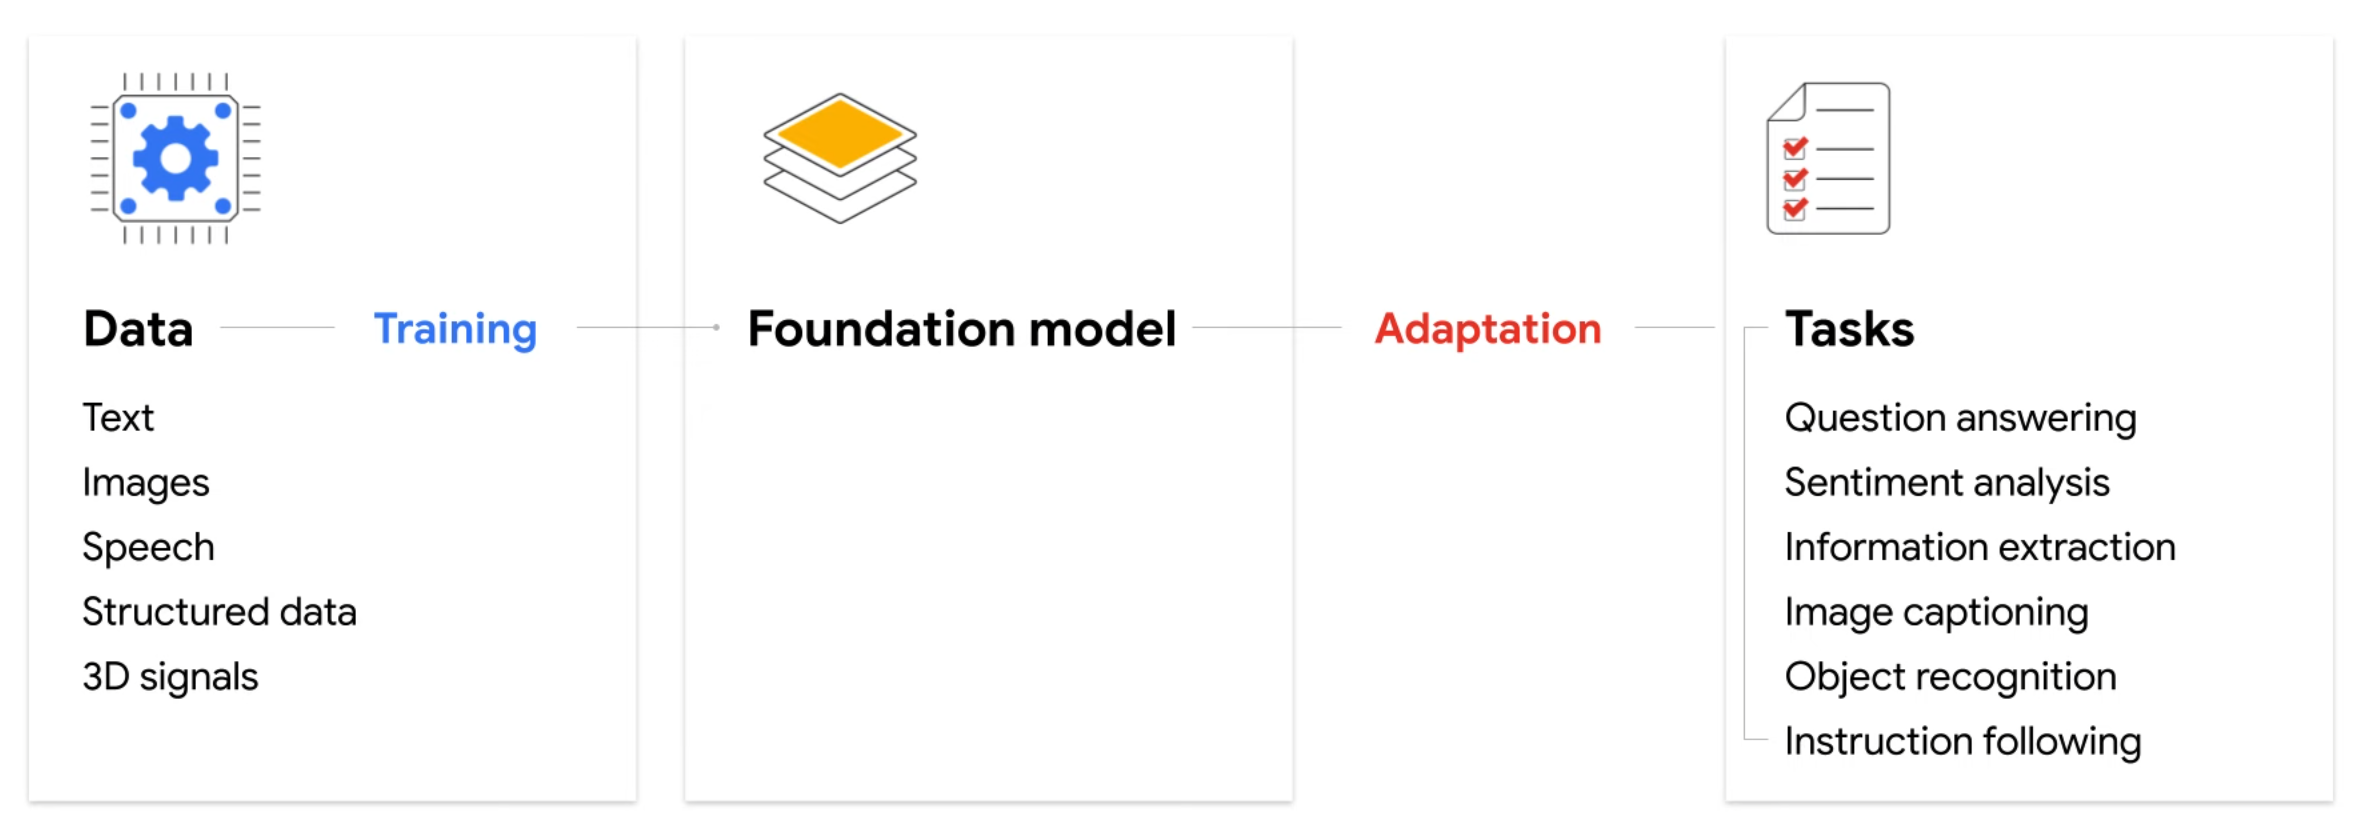 Data
Training
Text
Images
Speech
Structured data
3D signals
Foundation model
Adaptation
Tasks
Question answering
Sentiment analysis
Information extraction
Image captioning
Object recognition
Instruction following